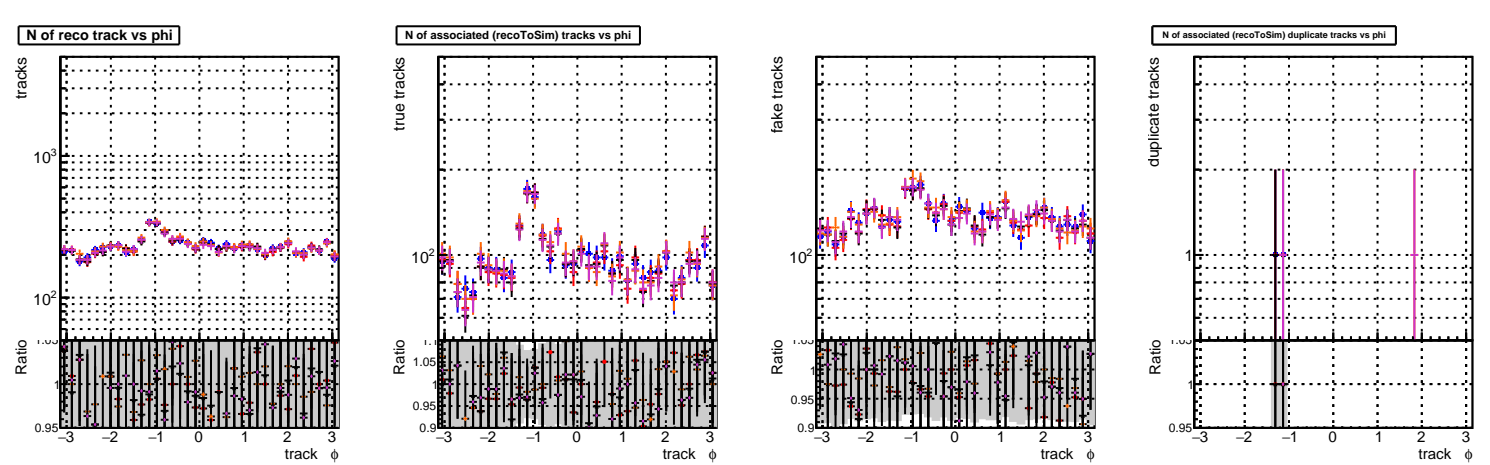 N of reco track vs phi
tracks
10³
10²
Ratio
1.05
1
0.95
−3 −2 −1 0 1 2 3
track ϕ
N of associated (recoToSim) tracks vs phi
true tracks
10²
Ratio
1.1
1.05
1
0.95
0.9
−3 −2 −1 0 1 2 3
track ϕ
fake tracks
10²
Ratio
1.05
1
0.95
0.9
−3 −2 −1 0 1 2 3
track ϕ
N of associated (recoToSim) duplicate tracks vs phi
duplicate tracks
1
Ratio
1.05
1
0.95
−3 −2 −1 0 1 2 3
track ϕ